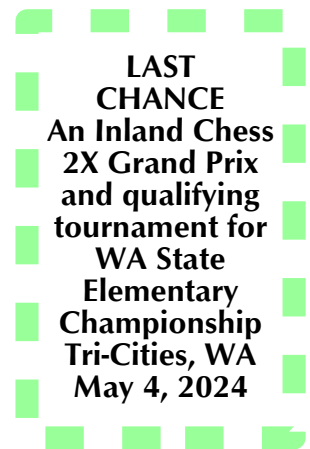 LAST
CHANCE
An Inland Chess
2X Grand Prix
and qualifying
tournament for
WA State
Elementary
Championship
Tri-Cities, WA
May 4, 2024